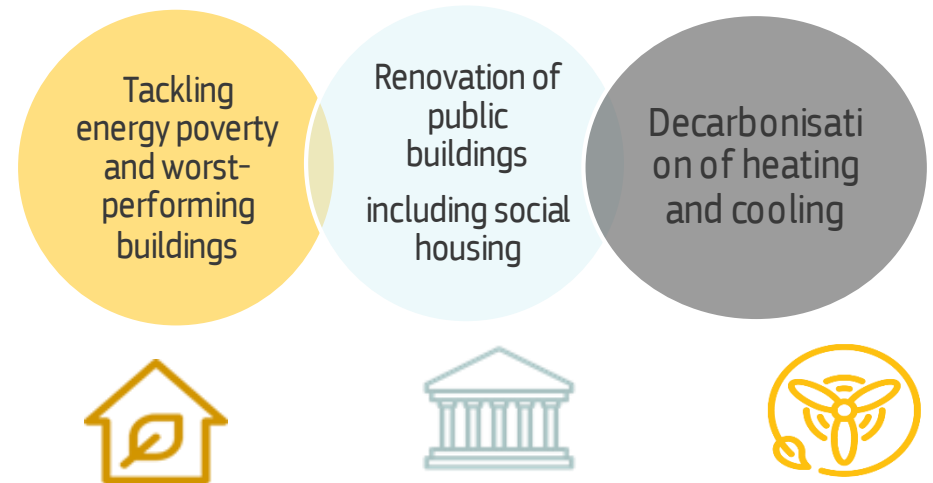 Tackling
energy poverty
and worst-
performing
buildings
Renovation of
public
buildings
including social
housing
Decarbonisati
on of heating
and cooling